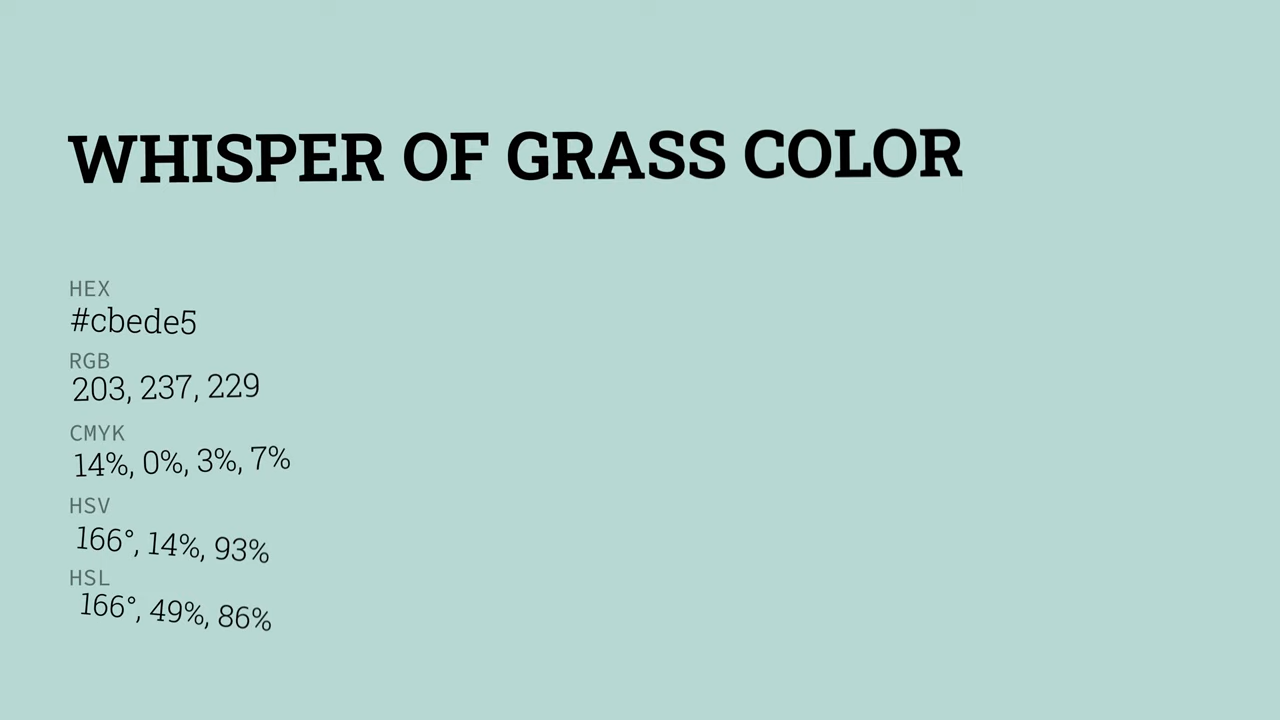 WHISPER OF GRASS COLOR
HEX
#cbede5
RGB
203, 237, 229
CMYK
14%, 0%, 3%, 7%
HSV
166°, 14%, 93%
HSL
166°, 49%, 86%